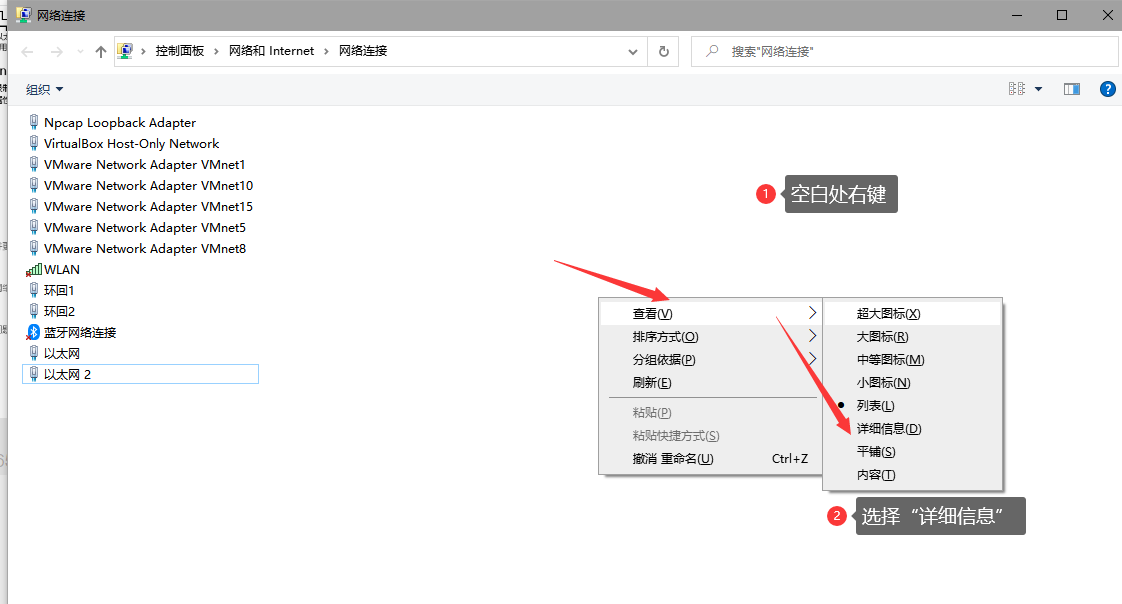 网络连接
控制面板 网络和 Internet 网络连接
搜索"网络连接"
组织
Npcap Loopback Adapter
VirtualBox Host-Only Network
VMware Network Adapter VMnet1
VMware Network Adapter VMnet10
VMware Network Adapter VMnet15
VMware Network Adapter VMnet5
VMware Network Adapter VMnet8
WLAN
环回1
环回2
蓝牙网络连接
以太网
以太网 2
1 空白处右键
查看(V)
排序方式(O)
分组依据(P)
刷新(E)
粘贴(P)
粘贴快捷方式(S)
撤消 重命名(U) Ctrl+Z
超大图标(X)
大图标(R)
中等图标(M)
小图标(N)
列表(L)
详细信息(D)
平铺(S)
内容(T)
2 选择“详细信息”